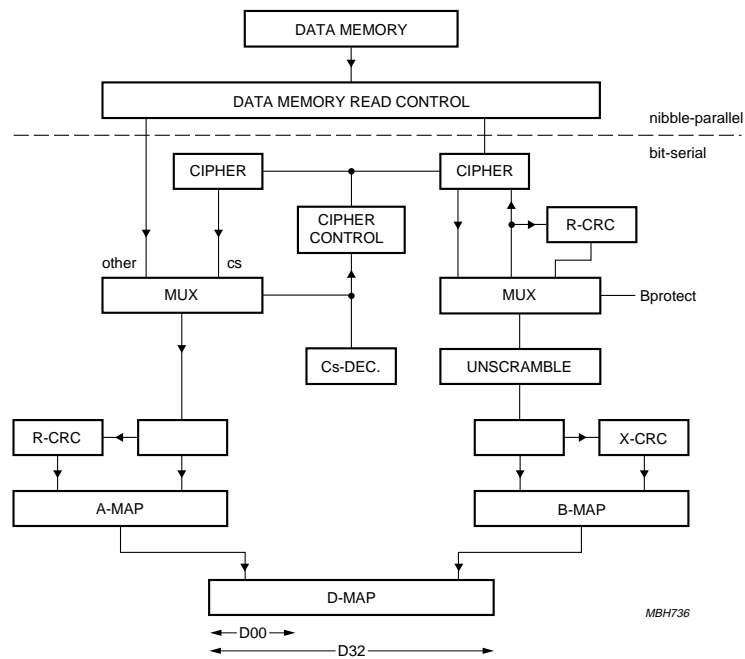 DATA MEMORY
DATA MEMORY READ CONTROL
nibble-parallel
bit-serial
CIPHER
CIPHER
CIPHER
CONTROL
R-CRC
other
cs
MUX
MUX
Bprotect
Cs-DEC.
UNSCRAMBLE
R-CRC
X-CRC
A-MAP
B-MAP
D-MAP
MBH736
D00
D32